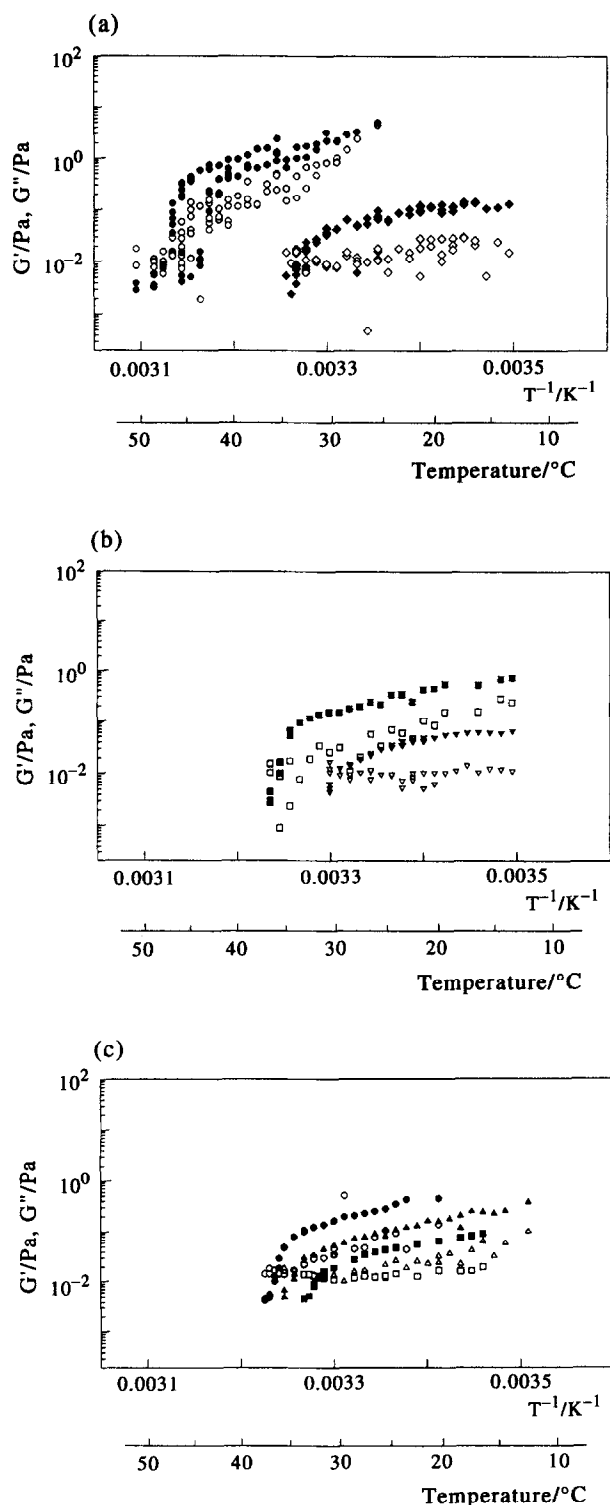 (a)
G'/Pa, G"/Pa
10²
10⁰
10⁻²
0.0031 0.0033 0.0035
T⁻¹/K⁻¹
50 40 30 20 10
Temperature/°C
(b)
G'/Pa, G"/Pa
10²
10⁰
10⁻²
0.0031 0.0033 0.0035
T⁻¹/K⁻¹
50 40 30 20 10
Temperature/°C
(c)
G'/Pa, G"/Pa
10²
10⁰
10⁻²
0.0031 0.0033 0.0035
T⁻¹/K⁻¹
50 40 30 20 10
Temperature/°C